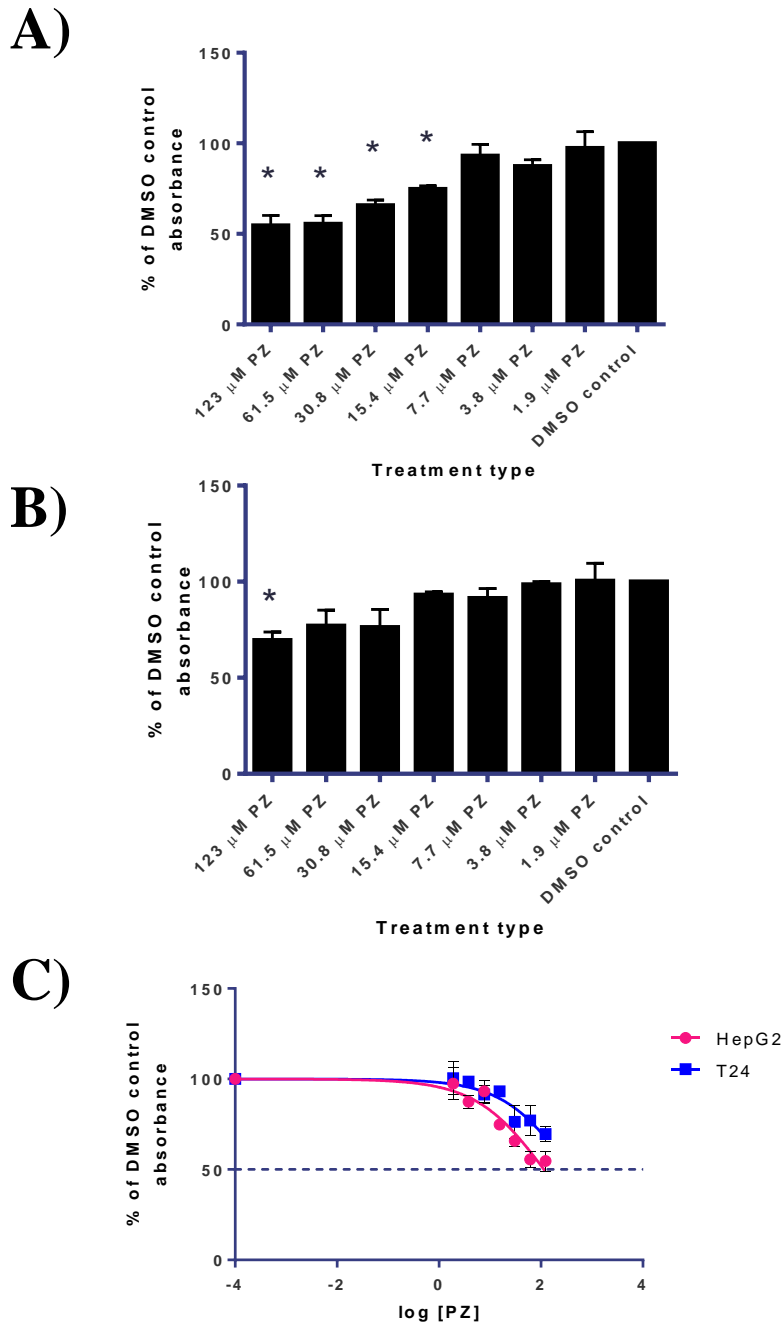 A)
150
100
50
0
% of DMSO control
absorbance
*
*
*
*
123 μM PZ
61.5 μM PZ
30.8 μM PZ
15.4 μM PZ
7.7 μM PZ
3.8 μM PZ
1.9 μM PZ
DMSO control
Treatment type
B)
150
100
50
0
% of DMSO control
absorbance
*
123 μM PZ
61.5 μM PZ
30.8 μM PZ
15.4 μM PZ
7.7 μM PZ
3.8 μM PZ
1.9 μM PZ
DMSO control
Treatment type
C)
150
100
50
0
% of DMSO control
absorbance
-4
-2
0
2
4
log [PZ]
HepG2
T24